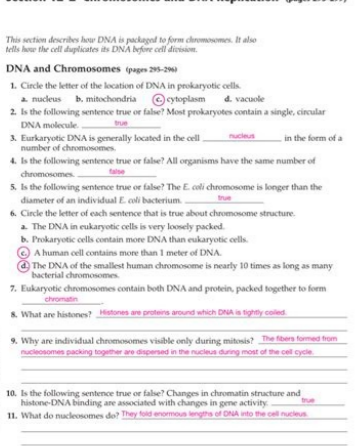 This section describes how DNA is packaged to form chromosomes. It also
tells how the cell duplicates its DNA before cell division.
DNA and Chromosomes (pages 295–296)
1. Circle the letter of the location of DNA in prokaryotic cells.
a. nucleus b. mitochondria c. cytoplasm d. vacuole
2. Is the following sentence true or false? Most prokaryotes contain a single, circular
DNA molecule. true
3. Eurkaryotic DNA is generally located in the cell nucleus in the form of a
number of chromosomes.
4. Is the following sentence true or false? All organisms have the same number of
chromosomes. false
5. Is the following sentence true or false? The E. coli chromosome is longer than the
diameter of an individual E. coli bacterium. true
6. Circle the letter of each sentence that is true about chromosome structure.
a. The DNA in eukaryotic cells is very loosely packed.
b. Prokaryotic cells contain more DNA than eukaryotic cells.
c. A human cell contains more than 1 meter of DNA.
d. The DNA of the smallest human chromosome is nearly 10 times as long as many
bacterial chromosomes.
7. Eukaryotic chromosomes contain both DNA and protein, packed together to form
chromatin.
8. What are histones? Histones are proteins around which DNA is tightly coiled.
9. Why are individual chromosomes visible only during mitosis? The fibers formed from
nucleosomes packing together are dispersed in the nucleus during most of the cell cycle.
10. Is the following sentence true or false? Changes in chromatin structure and
histone-DNA binding are associated with changes in gene activity. true
11. What do nucleosomes do? They fold enormous lengths of DNA into the cell nucleus.